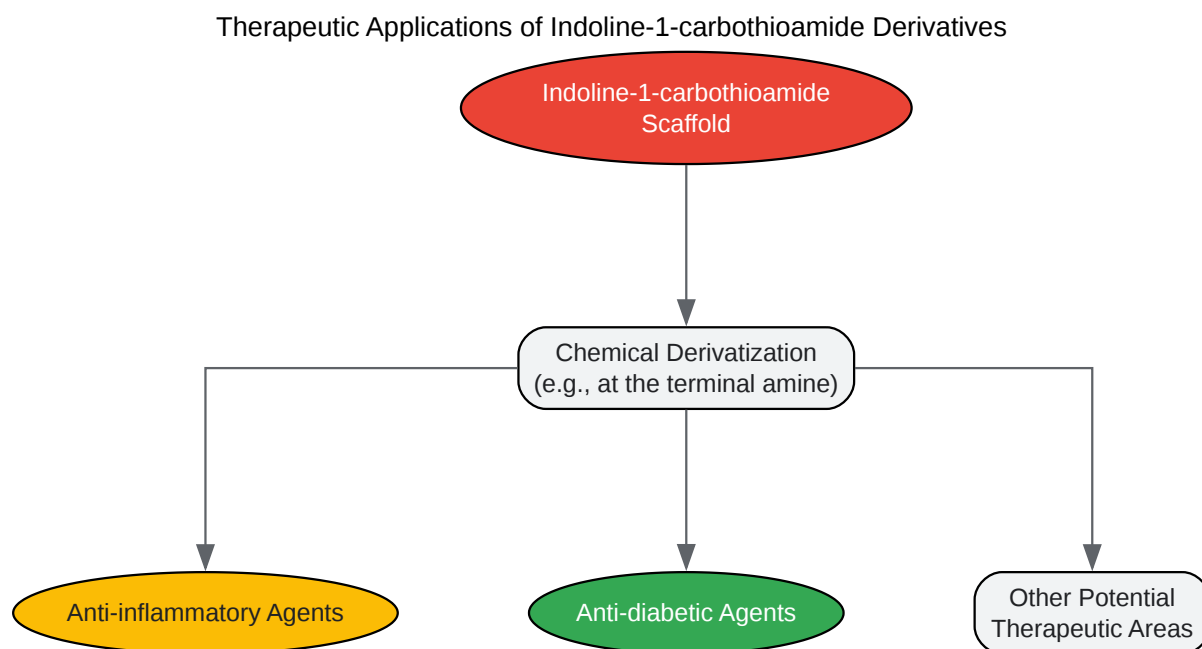 Therapeutic Applications of Indoline-1-carbothioamide Derivatives
Indoline-1-carbothioamide
Scaffold
Chemical Derivatization
(e.g., at the terminal amine)
Anti-inflammatory Agents
Anti-diabetic Agents
Other Potential
Therapeutic Areas